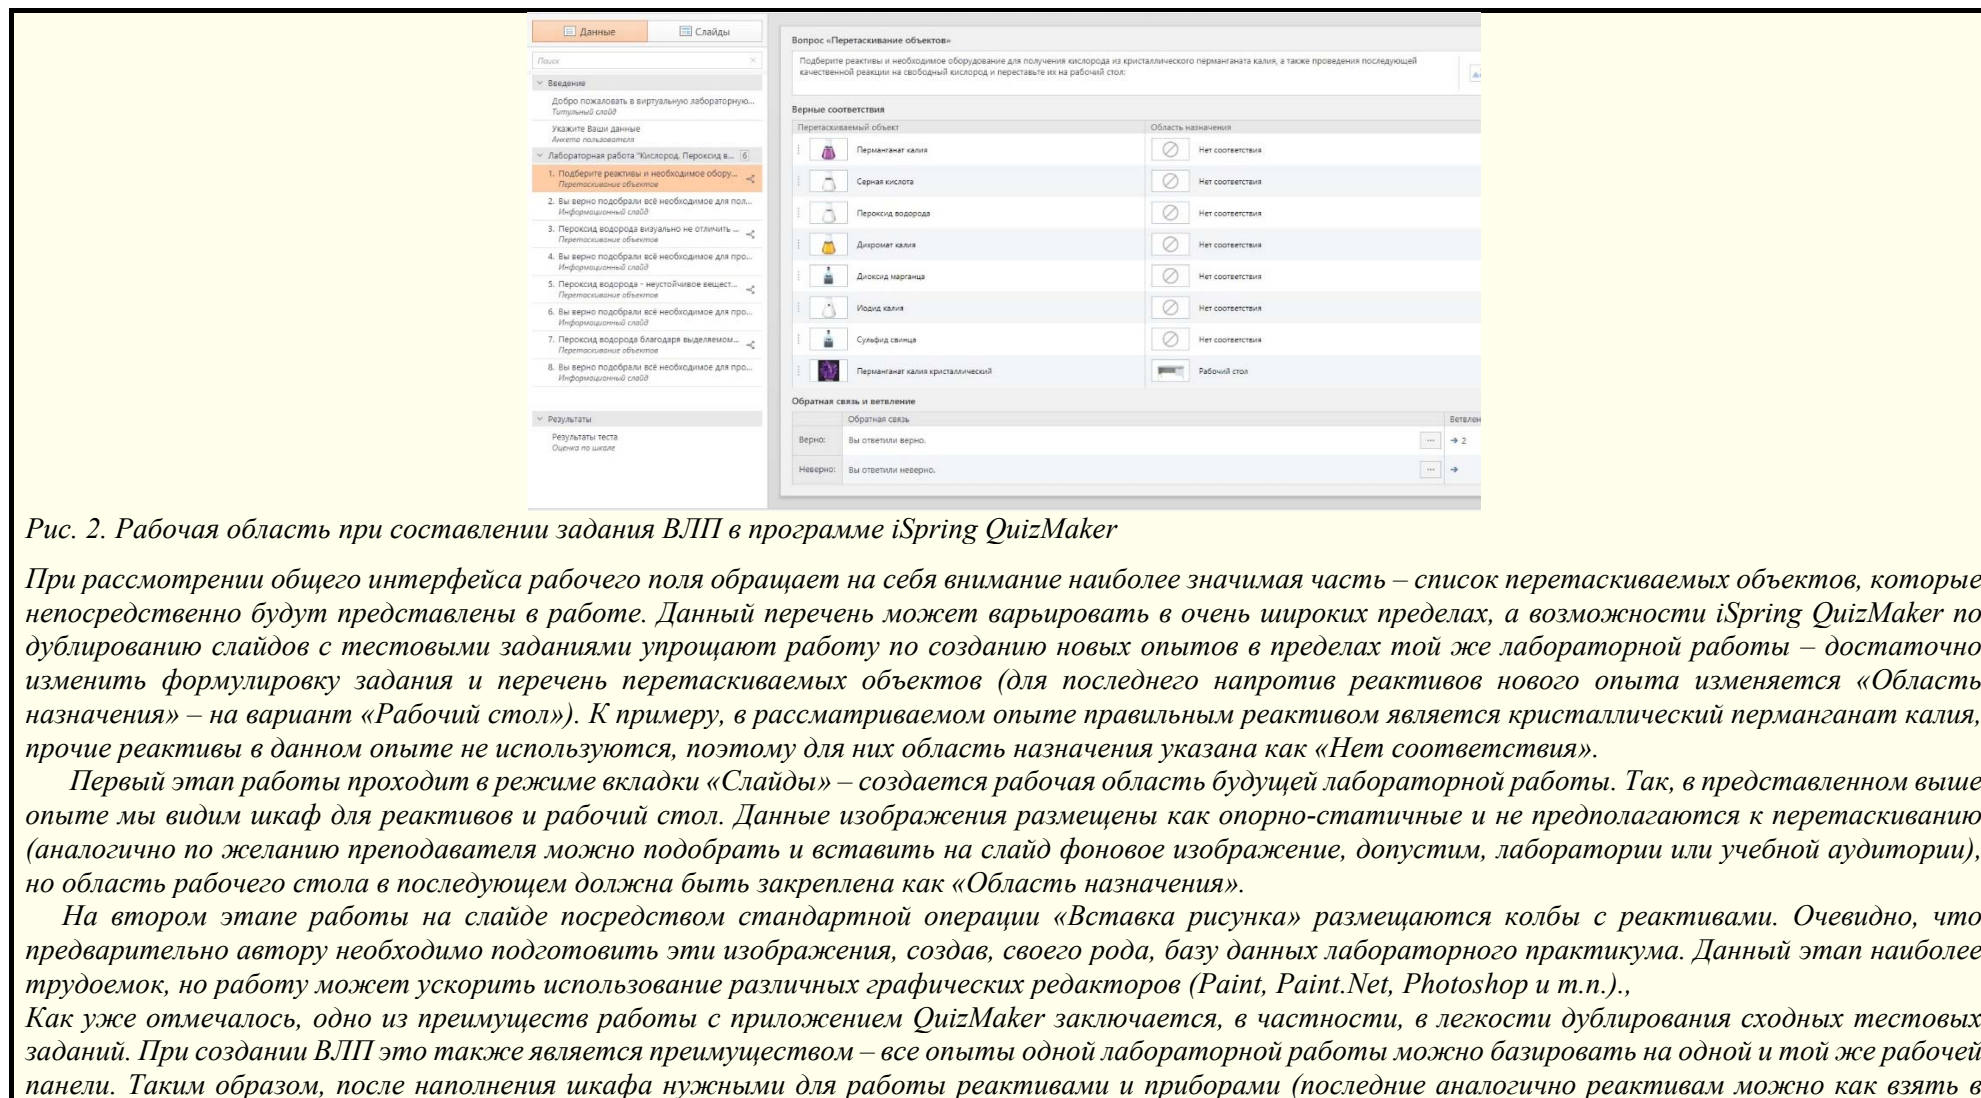 Данные
Слайды
Поиск
Введение
Добро пожаловать в виртуальную лабораторную...
Титульный слайд
Укажите Ваши данные
Анкета пользователя
Лабораторная работа "Кислород. Пероксид в... 6
1. Подберите реактивы и необходимое обору...
Перетаскивание объектов
2. Вы верно подобрали всё необходимое для пол...
Информационный слайд
3. Пероксид водорода визуально не отличить ...
Перетаскивание объектов
4. Вы верно подобрали всё необходимое для про...
Информационный слайд
5. Пероксид водорода - неустойчивое вещест...
Перетаскивание объектов
6. Вы верно подобрали всё необходимое для про...
Информационный слайд
7. Пероксид водорода благодаря выделяемом...
Перетаскивание объектов
8. Вы верно подобрали всё необходимое для про...
Информационный слайд
Результаты
Результаты теста
Оценка по шкале
Вопрос «Перетаскивание объектов»
Подберите реактивы и необходимое оборудование для получения кислорода из кристаллического перманганата калия, а также проведения последующей
качественной реакции на свободный кислород и переставьте их на рабочий стол:
Верные соответствия
Перетаскиваемый объект Область назначения
Перманганат калия Нет соответствия
Серная кислота Нет соответствия
Пероксид водорода Нет соответствия
Дихромат калия Нет соответствия
Диоксид марганца Нет соответствия
Иодид калия Нет соответствия
Сульфид свинца Нет соответствия
Перманганат калия кристаллический Рабочий стол
Обратная связь и ветвление
Обратная связь Ветвлен
Верно: Вы ответили верно. ... 2
Неверно: Вы ответили неверно. ...
Рис. 2. Рабочая область при составлении задания ВЛП в программе iSpring QuizMaker
При рассмотрении общего интерфейса рабочего поля обращает на себя внимание наиболее значимая часть – список перетаскиваемых объектов, которые
непосредственно будут представлены в работе. Данный перечень может варьировать в очень широких пределах, а возможности iSpring QuizMaker по
дублированию слайдов с тестовыми заданиями упрощают работу по созданию новых опытов в пределах той же лабораторной работы – достаточно
изменить формулировку задания и перечень перетаскиваемых объектов (для последнего напротив реактивов нового опыта изменяется «Область
назначения» – на вариант «Рабочий стол»). К примеру, в рассматриваемом опыте правильным реактивом является кристаллический перманганат калия,
прочие реактивы в данном опыте не используются, поэтому для них область назначения указана как «Нет соответствия».
Первый этап работы проходит в режиме вкладки «Слайды» – создается рабочая область будущей лабораторной работы. Так, в представленном выше
опыте мы видим шкаф для реактивов и рабочий стол. Данные изображения размещены как опорно-статичные и не предполагаются к перетаскиванию
(аналогично по желанию преподавателя можно подобрать и вставить на слайд фоновое изображение, допустим, лаборатории или учебной аудитории),
но область рабочего стола в последующем должна быть закреплена как «Область назначения».
На втором этапе работы на слайде посредством стандартной операции «Вставка рисунка» размещаются колбы с реактивами. Очевидно, что
предварительно автору необходимо подготовить эти изображения, создав, своего рода, базу данных лабораторного практикума. Данный этап наиболее
трудоемок, но работу может ускорить использование различных графических редакторов (Paint, Paint.Net, Photoshop и т.п.).,
Как уже отмечалось, одно из преимуществ работы с приложением QuizMaker заключается, в частности, в легкости дублирования сходных тестовых
заданий. При создании ВЛП это также является преимуществом – все опыты одной лабораторной работы можно базировать на одной и той же рабочей
панели. Таким образом, после наполнения шкафа нужными для работы реактивами и приборами (последние аналогично реактивам можно как взять в